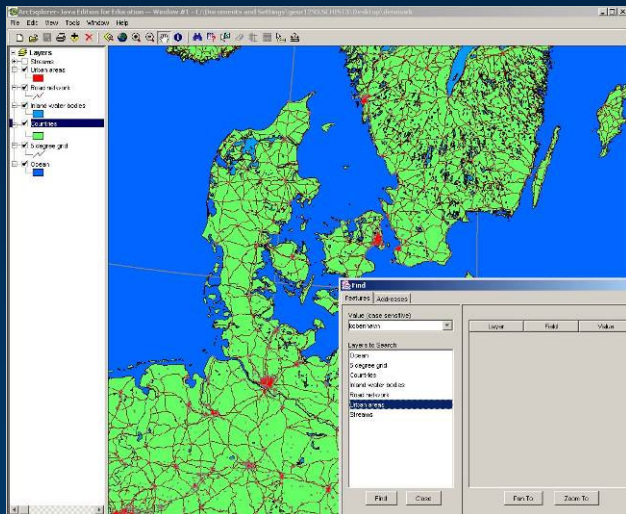 ArcExplorer- Java Edition for Education
Window #1 - C:\Documents and Settings\
File Edit View Tools Window Help
Layers
Streams
Urban areas
Road network
Inland water bodies
Countries
5 degree grid
Ocean
Find
Features Addresses
Value (case sensitive)
Layers to Search
Ocean
5 degree grid
Countries
Inland water bodies
Road network
Urban areas
Streams
Layer Field Value
Find Close Pan To Zoom To